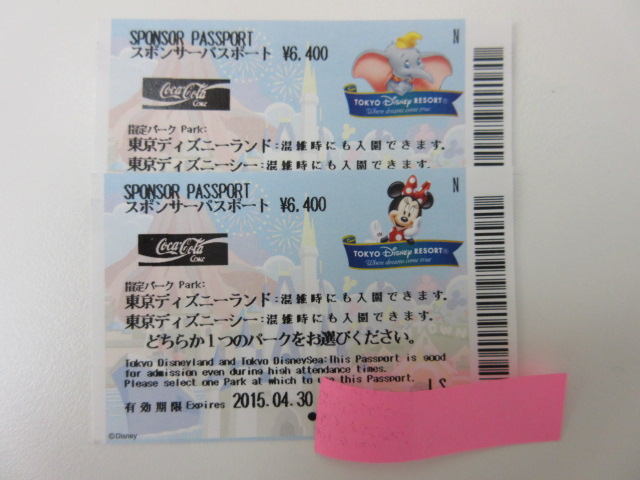 SPONSOR PASSPORT
スポンサーパスポート ¥6,400
N
Coca-Cola
Coke
TOKYO Disney RESORT®
Where dreams come true
指定パーク Park:
東京ディズニーランド:混雑時にも入園できます。
東京ディズニーシー:混雑時にも入園できます。
SPONSOR PASSPORT
スポンサーパスポート ¥6,400
N
Coca-Cola
Coke
TOKYO Disney RESORT®
Where dreams come true
指定パーク Park:
東京ディズニーランド:混雑時にも入園できます。
東京ディズニーシー:混雑時にも入園できます。
どちらか1つのパークをお選びください。
Tokyo Disneyland and Tokyo DisneySea:This Passport is good
for admission even during high attendance times.
Please select one Park at which to use this Passport.
有効期限 Expires 2015.04.30
©Disney